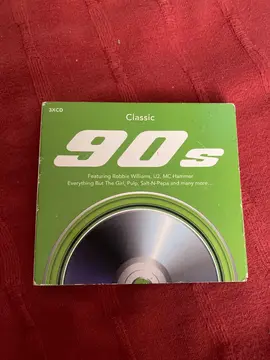 3XCD
Classic
90s
Featuring Robbie Williams, U2, MC Hammer
Everything But The Girl, Pulp, Salt-N-Pepa and many more...